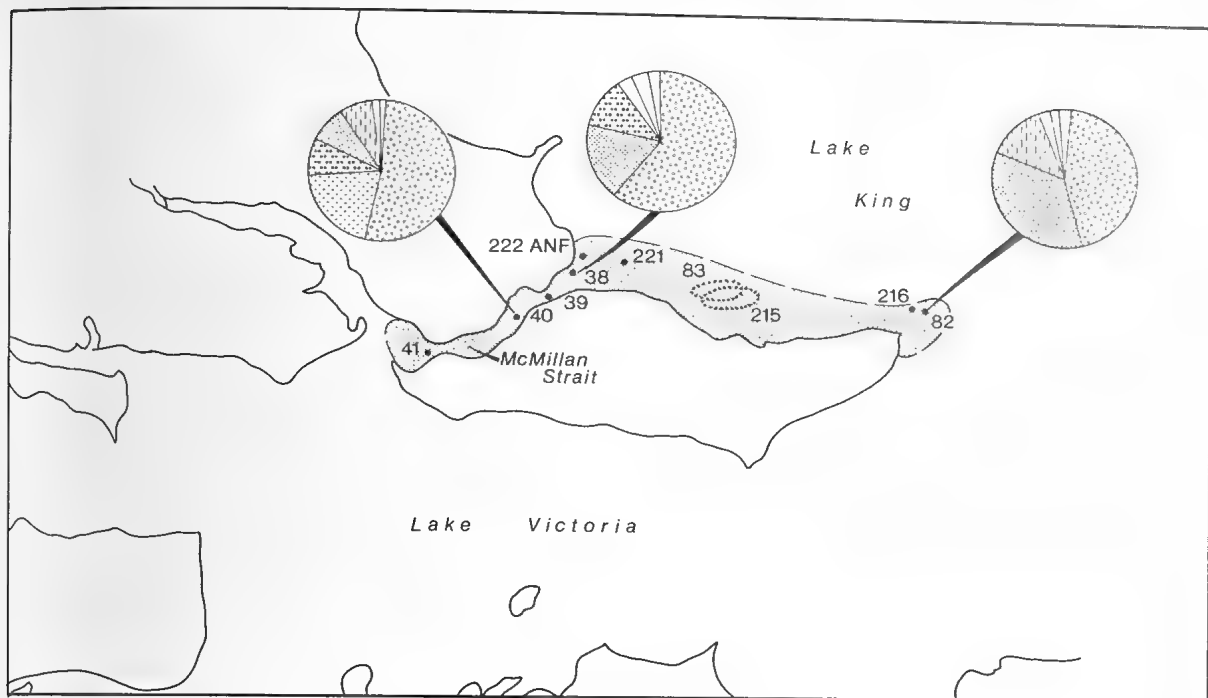 Lake
King
222 ANF
221
38
83
39
215
216
82
40
41
McMillan
Strait
Lake Victoria